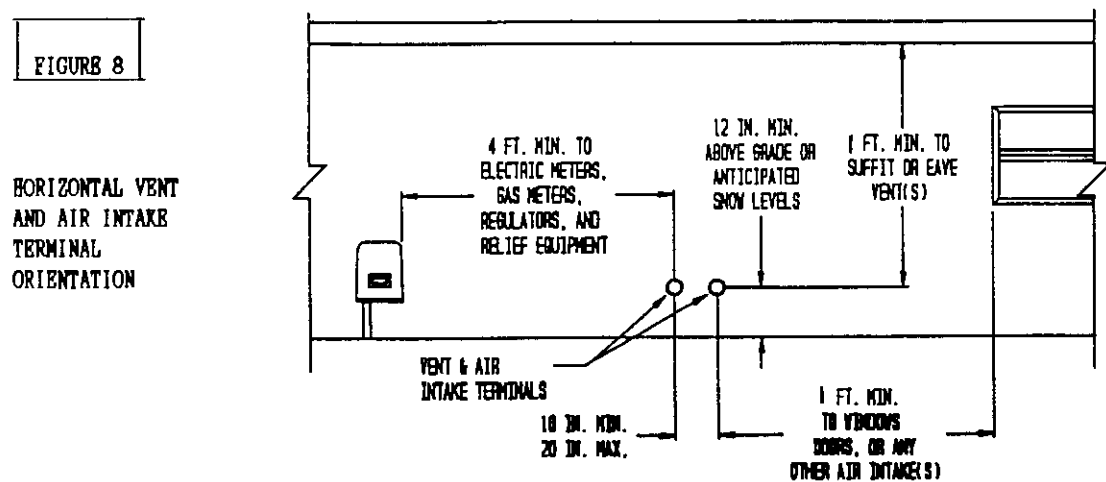 FIGURE 8
HORIZONTAL VENT
AND AIR INTAKE
TERMINAL
ORIENTATION
4 FT. MIN. TO
ELECTRIC METERS,
GAS METERS,
REGULATORS, AND
RELIEF EQUIPMENT
12 IN. MIN.
ABOVE GRADE OR
ANTICIPATED
SNOW LEVELS
1 FT. MIN. TO
SUFFIT OR EAVE
VENT(S)
VENT & AIR
INTAKE TERMINALS
IN. MIN.
20 IN. MAX.
1 FT. MIN.
TO WINDOWS
DOORS, OR ANY
OTHER AIR INTAKE(S)